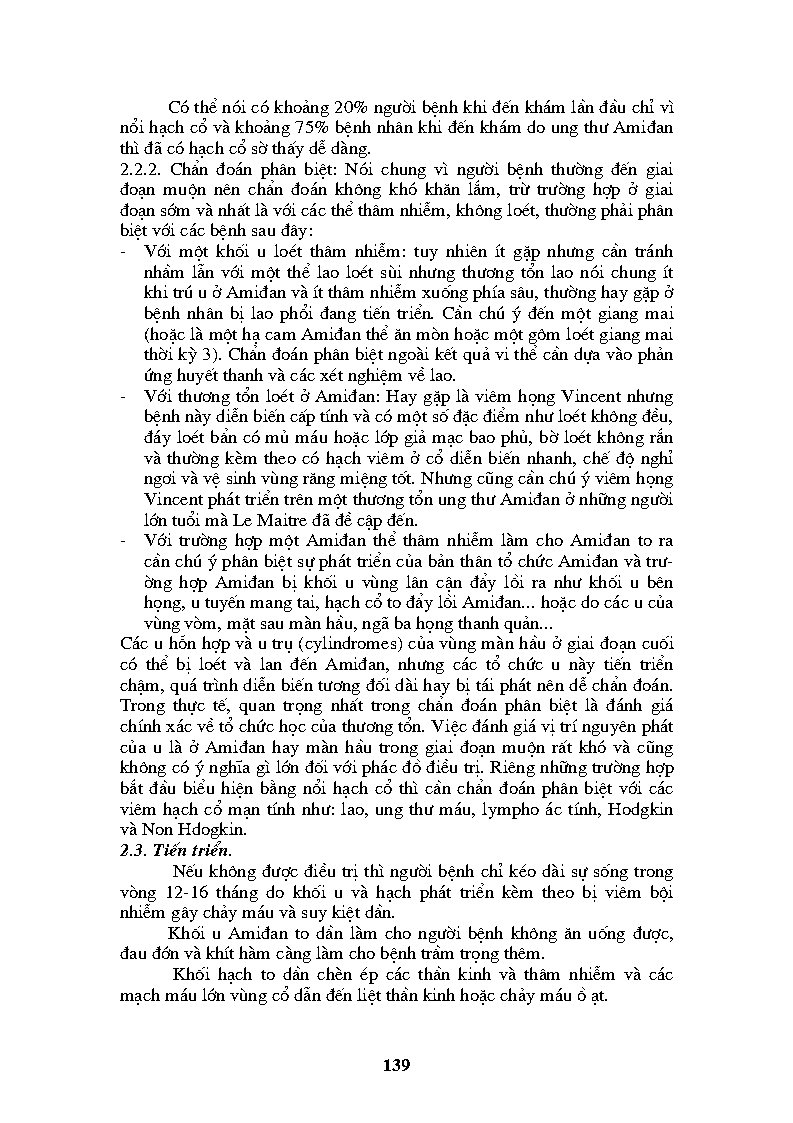 Có thể nói có khoảng 20% người bệnh khi đến khám lần đầu chỉ vì
nổi hạch cổ và khoảng 75% bệnh nhân khi đến khám do ung thư Amiđan
thì đã có hạch cổ sờ thấy dễ dàng.
2.2.2. Chẩn đoán phân biệt: Nói chung vì người bệnh thường đến giai
đoạn muộn nên chẩn đoán không khó khăn lắm, trừ trường hợp ở giai
đoạn sớm và nhất là với các thể thâm nhiễm, không loét, thường phải phân
biệt với các bệnh sau đây:
- Với một khối u loét thâm nhiễm: tuy nhiên ít gặp nhưng cần tránh
nhầm lẫn với một thể lao loét sùi nhưng thương tổn lao nói chung ít
khi trú u ở Amiđan và ít thâm nhiễm xuống phía sâu, thường hay gặp ở
bệnh nhân bị lao phổi đang tiến triển. Cần chú ý đến một giang mai
(hoặc là một hạ cam Amiđan thể ăn mòn hoặc một gôm loét giang mai
thời kỳ 3). Chẩn đoán phân biệt ngoài kết quả vi thể cần dựa vào phản
ứng huyết thanh và các xét nghiệm về lao.
- Với thương tổn loét ở Amiđan: Hay gặp là viêm họng Vincent nhưng
bệnh này diễn biến cấp tính và có một số đặc điểm như loét không đều,
đáy loét bẩn có mủ máu hoặc lớp giả mạc bao phủ, bờ loét không rắn
và thường kèm theo có hạch viêm ở cổ diễn biến nhanh, chế độ nghỉ
ngơi và vệ sinh vùng răng miệng tốt. Nhưng cũng cần chú ý viêm họng
Vincent phát triển trên một thương tổn ung thư Amiđan ở những người
lớn tuổi mà Le Maitre đã đề cập đến.
- Với trường hợp một Amiđan thể thâm nhiễm làm cho Amiđan to ra
cần chú ý phân biệt sự phát triển của bản thân tổ chức Amiđan và trư-
ờng hợp Amiđan bị khối u vùng lân cận đẩy lồi ra như khối u bên
họng, u tuyến mang tai, hạch cổ to đẩy lồi Amiđan... hoặc do các u của
vùng vòm, mặt sau màn hầu, ngã ba họng thanh quản...
Các u hỗn hợp và u trụ (cylindromes) của vùng màn hầu ở giai đoạn cuối
có thể bị loét và lan đến Amiđan, nhưng các tổ chức u này tiến triển
chậm, quá trình diễn biến tương đối dài hay bị tái phát nên dễ chẩn đoán.
Trong thực tế, quan trọng nhất trong chẩn đoán phân biệt là đánh giá
chính xác về tổ chức học của thương tổn. Việc đánh giá vị trí nguyên phát
của u là ở Amiđan hay màn hầu trong giai đoạn muộn rất khó và cũng
không có ý nghĩa gì lớn đối với phác đồ điều trị. Riêng những trường hợp
bắt đầu biểu hiện bằng nổi hạch cổ thì cần chẩn đoán phân biệt với các
viêm hạch cổ mạn tính như: lao, ung thư máu, lympho ác tính, Hodgkin
và Non Hdogkin.
2.3. Tiến triển.
Nếu không được điều trị thì người bệnh chỉ kéo dài sự sống trong
vòng 12-16 tháng do khối u và hạch phát triển kèm theo bị viêm bội
nhiễm gây chảy máu và suy kiệt dần.
Khối u Amiđan to dần làm cho người bệnh không ăn uống được,
đau đớn và khít hàm càng làm cho bệnh trầm trọng thêm.
Khối hạch to dần chèn ép các thần kinh và thâm nhiễm và các
mạch máu lớn vùng cổ dẫn đến liệt thần kinh hoặc chảy máu ồ ạt.
139